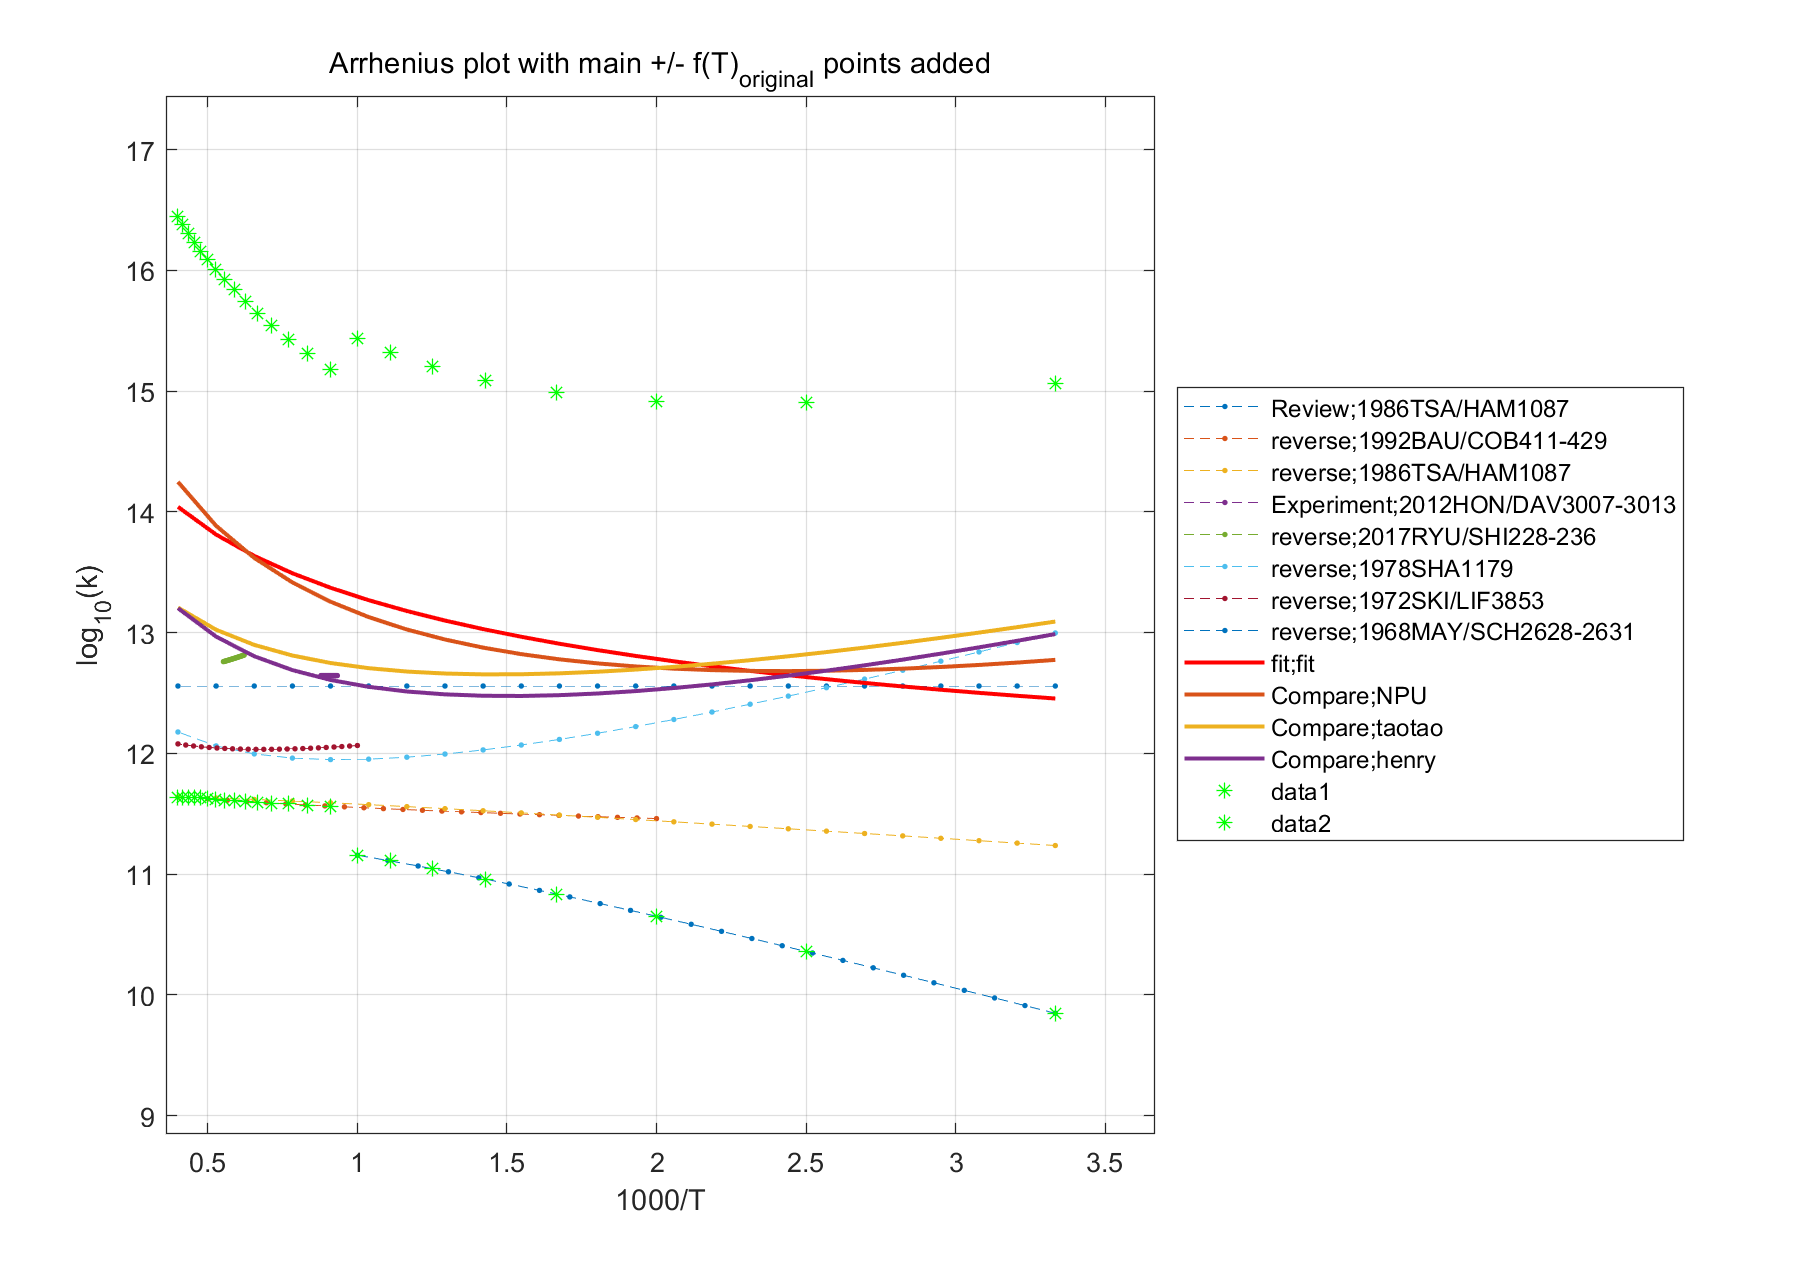 Arrhenius plot with main +/- f(T)original points added
17
16
15
14
13
12
11
10
9
log10(k)
0.5 1 1.5 2 2.5 3 3.5
1000/T
Review;1986TSA/HAM1087
reverse;1992BAU/COB411-429
reverse;1986TSA/HAM1087
Experiment;2012HON/DAV3007-3013
reverse;2017RYU/SHI228-236
reverse;1978SHA1179
reverse;1972SKI/LIF3853
reverse;1968MAY/SCH2628-2631
fit;fit
Compare;NPU
Compare;taotao
Compare;henry
data1
data2